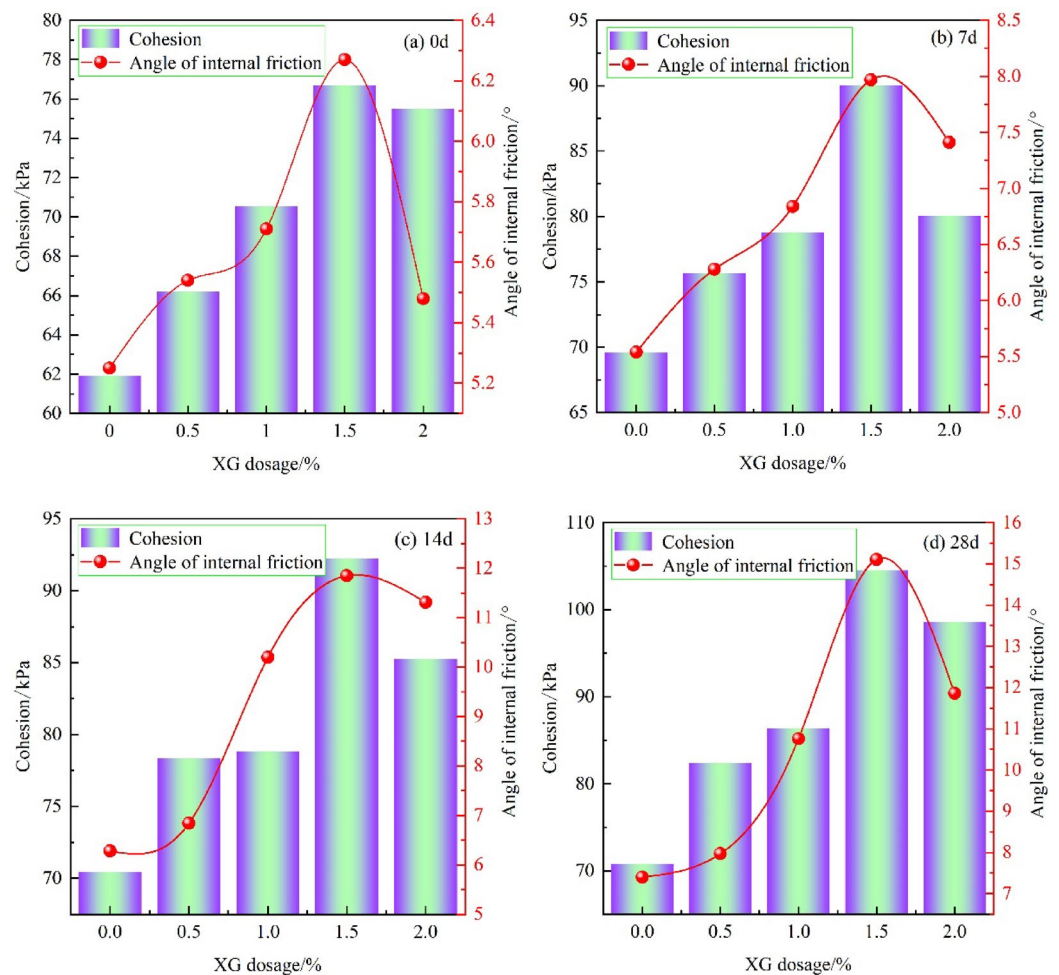 (a) 0d
Cohesion
Angle of internal friction
Cohesion/kPa
80
78
76
74
72
70
68
66
64
62
60
6.4
6.2
6.0
5.8
5.6
5.4
5.2
Angle of internal friction/°
0 0.5 1 1.5 2
XG dosage/%
(b) 7d
Cohesion
Angle of internal friction
Cohesion/kPa
95
90
85
80
75
70
65
8.5
8.0
7.5
7.0
6.5
6.0
5.5
5.0
Angle of internal friction/°
0.0 0.5 1.0 1.5 2.0
XG dosage/%
(c) 14d
Cohesion
Angle of internal friction
Cohesion/kPa
95
90
85
80
75
70
13
12
11
10
9
8
7
6
5
Angle of internal friction/°
0.0 0.5 1.0 1.5 2.0
XG dosage/%
(d) 28d
Cohesion
Angle of internal friction
Cohesion/kPa
110
100
90
80
70
16
15
14
13
12
11
10
9
8
7
Angle of internal friction/°
0.0 0.5 1.0 1.5 2.0
XG dosage/%